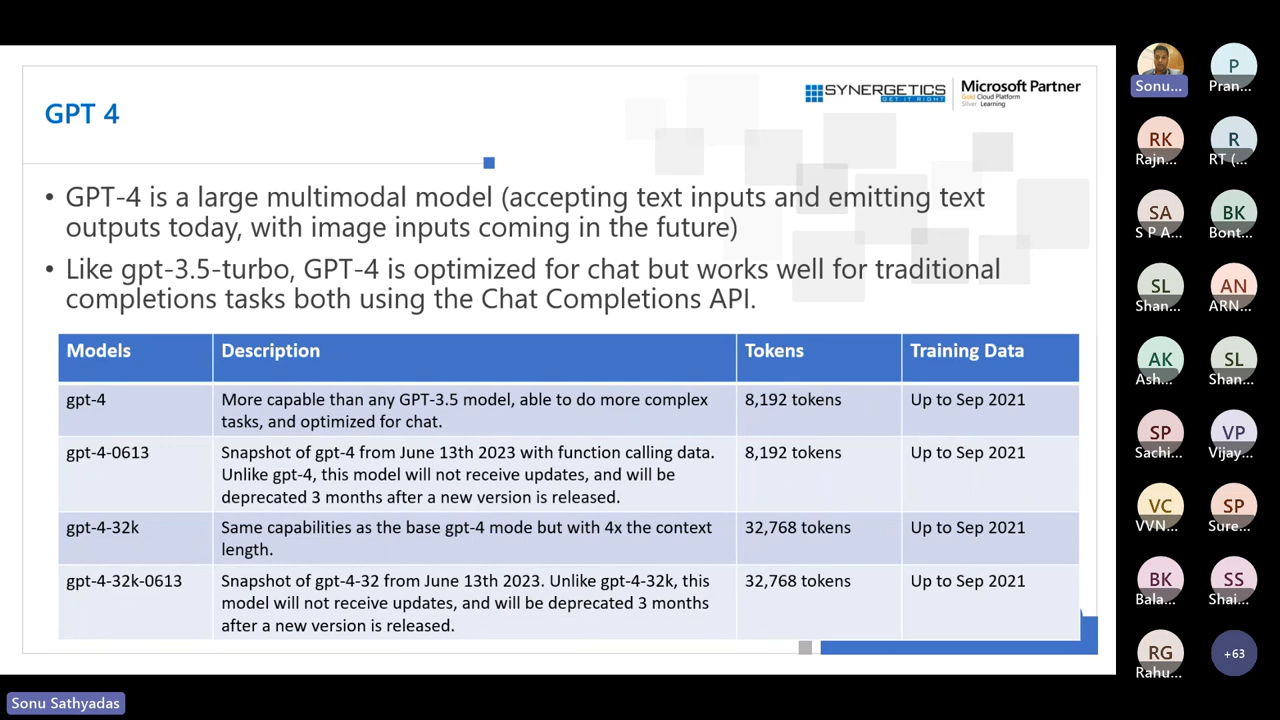 SYNERGETICS
GET IT RIGHT
Microsoft Partner
Gold Cloud Platform
Silver Learning
GPT 4
• GPT-4 is a large multimodal model (accepting text inputs and emitting text
outputs today, with image inputs coming in the future)
• Like gpt-3.5-turbo, GPT-4 is optimized for chat but works well for traditional
completions tasks both using the Chat Completions API.
Models Description Tokens Training Data
gpt-4 More capable than any GPT-3.5 model, able to do more complex 8,192 tokens Up to Sep 2021
tasks, and optimized for chat.
gpt-4-0613 Snapshot of gpt-4 from June 13th 2023 with function calling data. 8,192 tokens Up to Sep 2021
Unlike gpt-4, this model will not receive updates, and will be
deprecated 3 months after a new version is released.
gpt-4-32k Same capabilities as the base gpt-4 mode but with 4x the context 32,768 tokens Up to Sep 2021
length.
gpt-4-32k-0613 Snapshot of gpt-4-32 from June 13th 2023. Unlike gpt-4-32k, this 32,768 tokens Up to Sep 2021
model will not receive updates, and will be deprecated 3 months
after a new version is released.
Sonu Sathyadas
P
Sonu... Pran...
RK R
Rajn... RT (...
SA BK
S P A... Bont...
SL AN
Shan... ARN...
AK SL
Ash... Shan...
SP VP
Sachi... Vijay...
VC SP
VVN... Sure...
BK SS
Bala... Shai...
RG +63
Rahu...